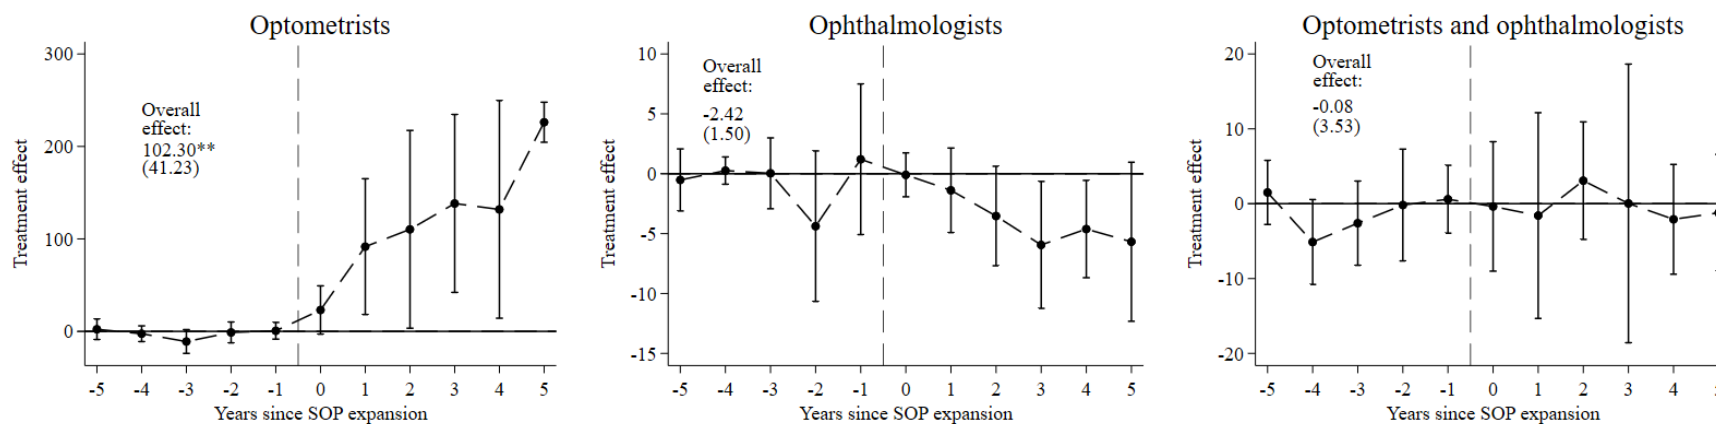 Optometrists
300
200
100
0
Treatment effect
Overall
effect:
102.30**
(41.23)
-5 -4 -3 -2 -1 0 1 2 3 4 5
Years since SOP expansion
Ophthalmologists
10
5
0
-5
-10
-15
Treatment effect
Overall
effect:
-2.42
(1.50)
-5 -4 -3 -2 -1 0 1 2 3 4 5
Years since SOP expansion
Optometrists and ophthalmologists
20
10
0
-10
-20
Treatment effect
Overall
effect:
-0.08
(3.53)
-5 -4 -3 -2 -1 0 1 2 3 4
Years since SOP expansion